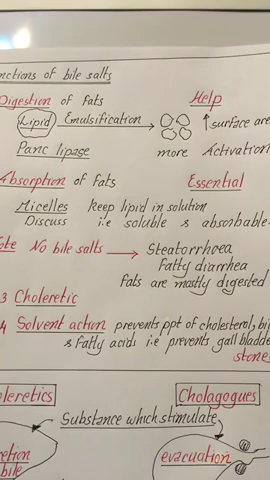 nctions of bile salts
Digestion of fats Help
Lipid Emulsification ↑surface are
Panc lipase more Activation
Absorption of Fats Essential
Micelles keep lipid in solution
Discuss i.e soluble & absorbable
ote No bile salts → Steatorrhoea
Fatty diarrhea
Fats are mostly digested
3 Choleretic
4 Solvent action prevents ppt of cholesterol, bi
& fatty acids i.e prevents gall bladde
stone
oleretics Cholagogues
Substance which stimulate
retion evacuation
bile